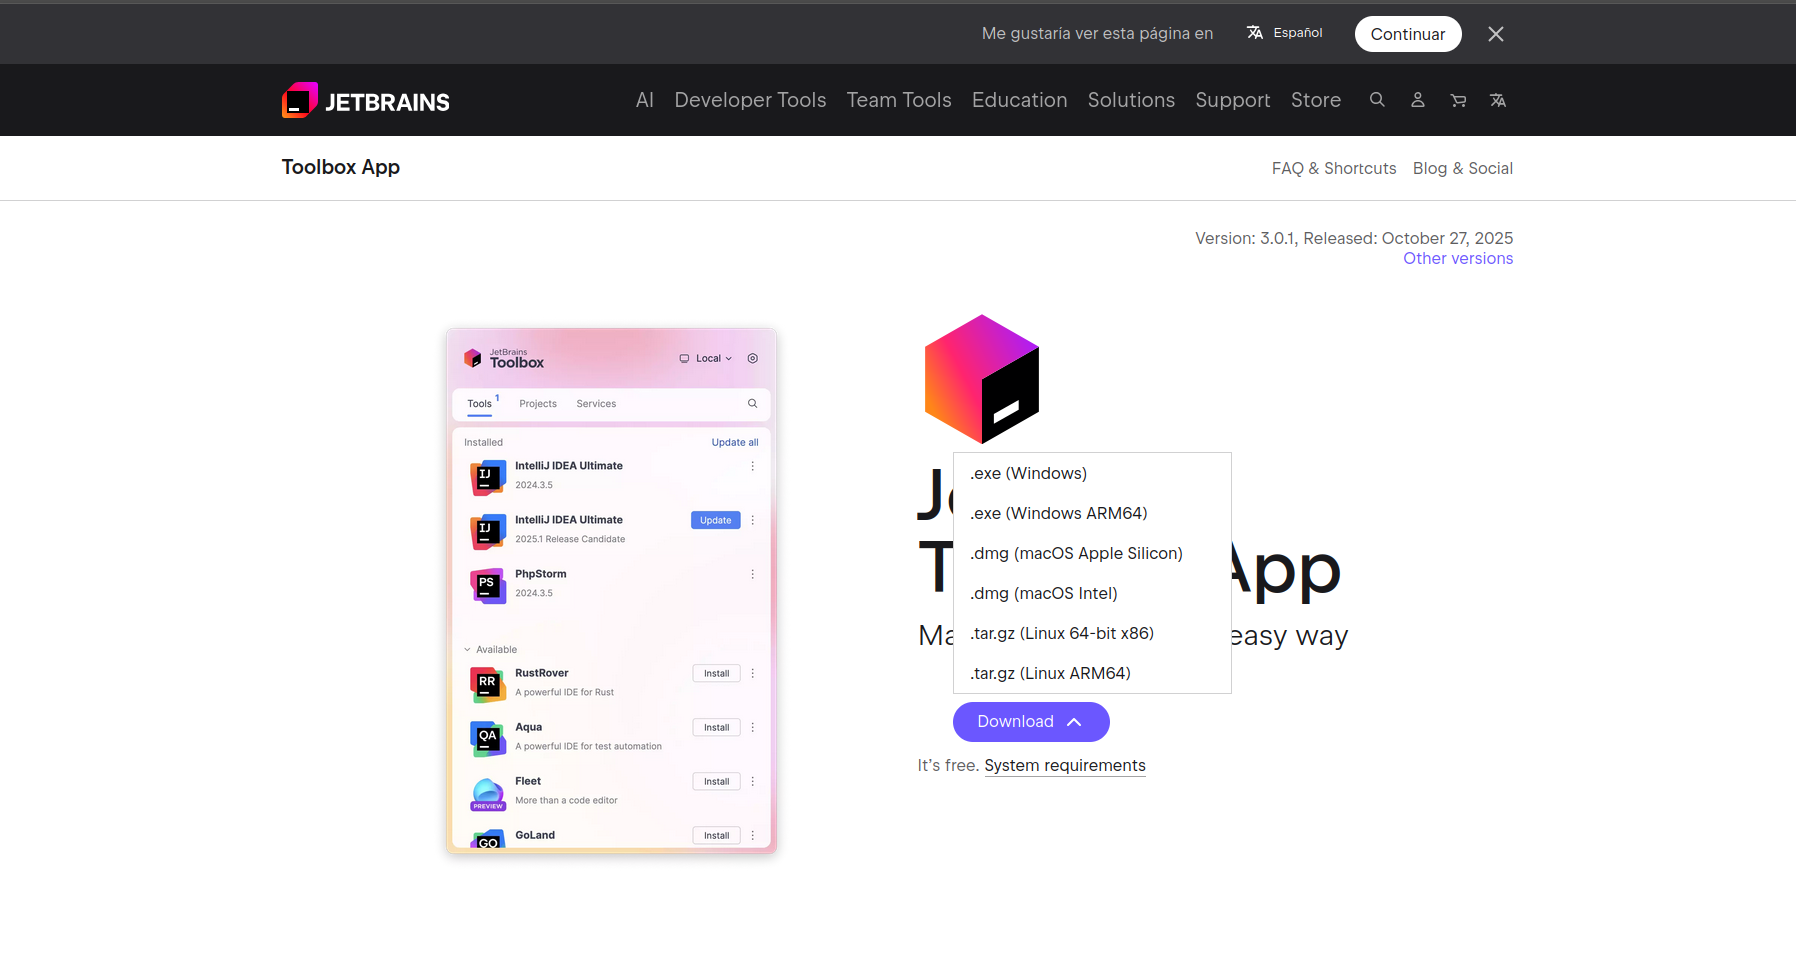 Me gustaría ver esta página en
Español
Continuar
JETBRAINS
AI Developer Tools Team Tools Education Solutions Support Store
Toolbox App
FAQ & Shortcuts Blog & Social
Version: 3.0.1, Released: October 27, 2025
Other versions
JetBrains
Toolbox
Local
Tools 1 Projects Services
Installed Update all
IJ
IntelliJ IDEA Ultimate
2024.3.5
IJ
IntelliJ IDEA Ultimate
2025.1 Release Candidate
Update
PS
PhpStorm
2024.3.5
Available
RR
RustRover
A powerful IDE for Rust
Install
QA
Aqua
A powerful IDE for test automation
Install
Fleet
More than a code editor
PREVIEW
Install
GO
GoLand
Install
.exe (Windows)
.exe (Windows ARM64)
.dmg (macOS Apple Silicon)
.dmg (macOS Intel)
.tar.gz (Linux 64-bit x86)
.tar.gz (Linux ARM64)
App
easy way
Download
It's free. System requirements